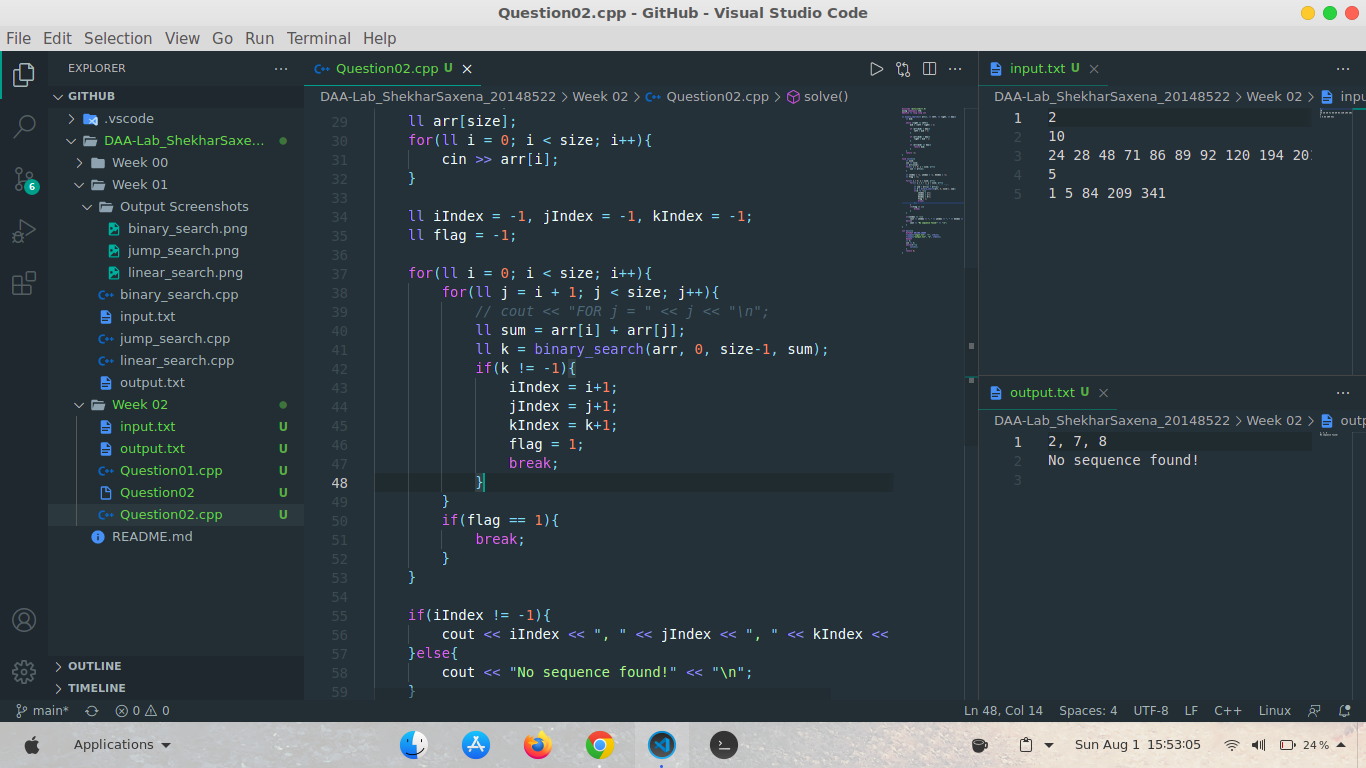 Question02.cpp - GitHub - Visual Studio Code
File Edit Selection View Go Run Terminal Help
EXPLORER
GITHUB
.vscode
DAA-Lab_ShekharSaxe...
Week 00
Week 01
Output Screenshots
binary_search.png
jump_search.png
linear_search.png
binary_search.cpp
input.txt
jump_search.cpp
linear_search.cpp
output.txt
Week 02
input.txt U
output.txt U
Question01.cpp U
Question02 U
Question02.cpp U
README.md
OUTLINE
TIMELINE
6
Question02.cpp U
DAA-Lab_ShekharSaxena_20148522 > Week 02 > Question02.cpp > solve()
29 ll arr[size];
30 for(ll i = 0; i < size; i++){
31 cin >> arr[i];
32 }
33
34 ll iIndex = -1, jIndex = -1, kIndex = -1;
35 ll flag = -1;
36
37 for(ll i = 0; i < size; i++){
38 for(ll j = i + 1; j < size; j++){
39 // cout << "FOR j = " << j << "\n";
40 ll sum = arr[i] + arr[j];
41 ll k = binary_search(arr, 0, size-1, sum);
42 if(k != -1){
43 iIndex = i+1;
44 jIndex = j+1;
45 kIndex = k+1;
46 flag = 1;
47 break;
48 }
49 }
50 if(flag == 1){
51 break;
52 }
53 }
54
55 if(iIndex != -1){
56 cout << iIndex << ", " << jIndex << ", " << kIndex <<
57 }else{
58 cout << "No sequence found!" << "\n";
59 }
input.txt U
DAA-Lab_ShekharSaxena_20148522 > Week 02 > inpu
1 2
2 10
3 24 28 48 71 86 89 92 120 194 20
4 5
5 1 5 84 209 341
output.txt U
DAA-Lab_ShekharSaxena_20148522 > Week 02 > outp
1 2, 7, 8
2 No sequence found!
3
main* 0 0 Ln 48, Col 14 Spaces: 4 UTF-8 LF C++ Linux
Applications Sun Aug 1 15:53:05 24 %